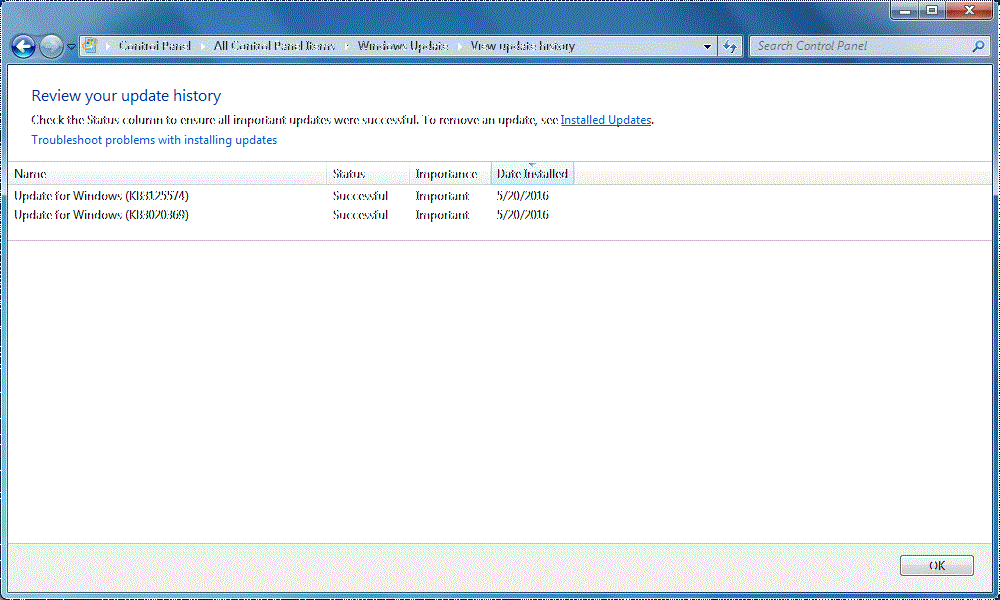 Control Panel All Control Panel Items Windows Update View update history Search Control Panel
Review your update history
Check the Status column to ensure all important updates were successful. To remove an update, see Installed Updates.
Troubleshoot problems with installing updates
Name Status Importance Date Installed
Update for Windows (KB3125574) Successful Important 5/20/2016
Update for Windows (KB3020369) Successful Important 5/20/2016
OK